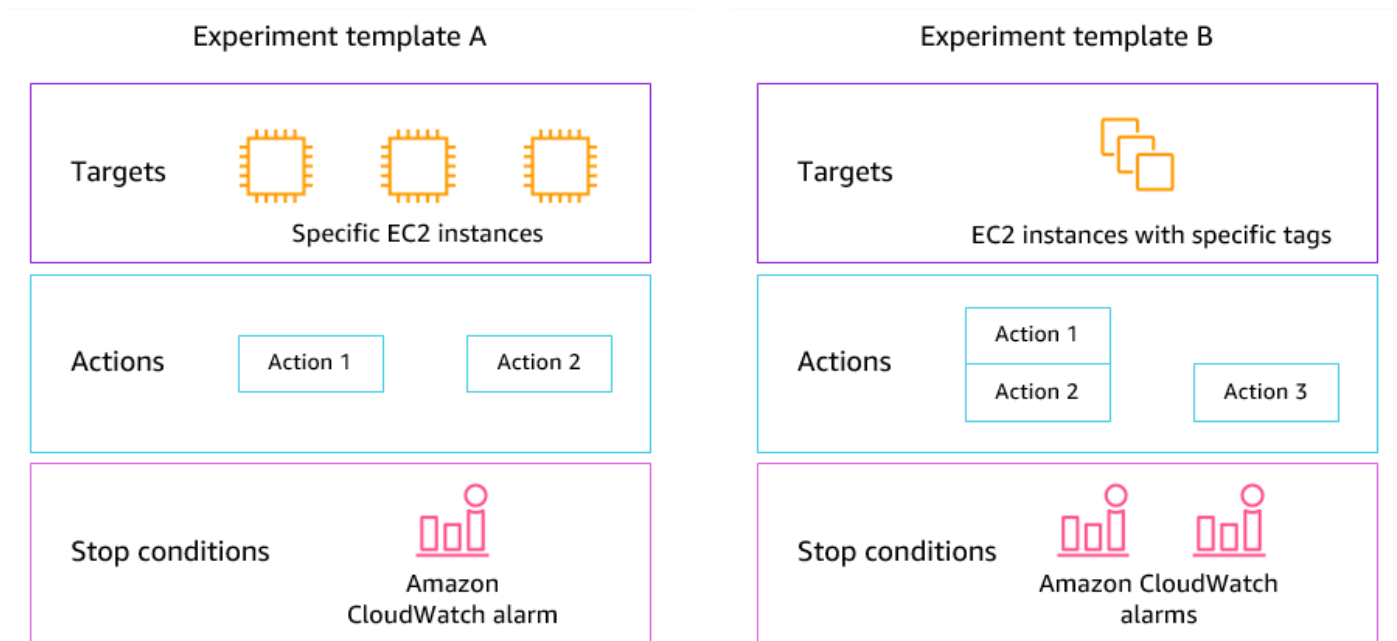 Experiment template A
Targets
Specific EC2 instances
Actions
Action 1
Action 2
Stop conditions
Amazon
CloudWatch alarm
Experiment template B
Targets
EC2 instances with specific tags
Actions
Action 1
Action 2
Action 3
Stop conditions
Amazon CloudWatch
alarms